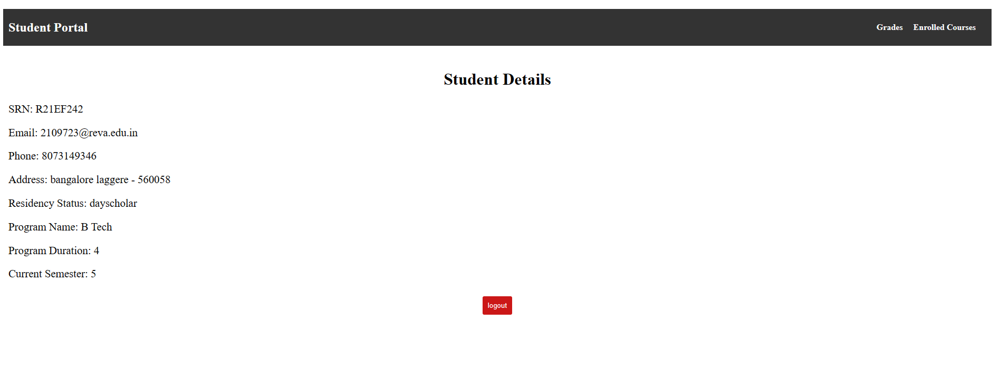 Student Portal
Grades Enrolled Courses
Student Details
SRN: R21EF242
Email: 2109723@reva.edu.in
Phone: 8073149346
Address: bangalore laggere - 560058
Residency Status: dayscholar
Program Name: B Tech
Program Duration: 4
Current Semester: 5
logout